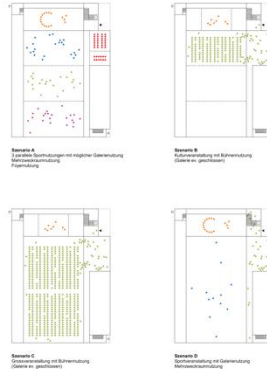 Szenario A
3 parallele Sportnutzungen mit möglicher Galerienutzung
Mehrzweckraumnutzung
Foyernutzung
Szenario B
Kulturveranstaltung mit Bühnennutzung
(Galerie ev. geschlossen)
Szenario C
Grossveranstaltung mit Bühnennutzung
(Galerie ev. geschlossen)
Szenario D
Sportveranstaltung mit Galerienutzung
Mehrzweckraumnutzung